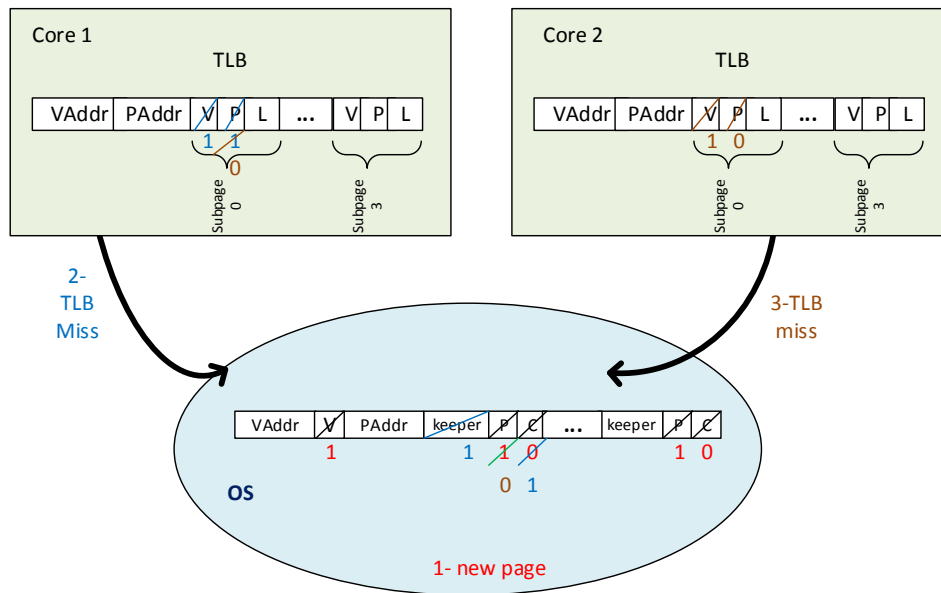 Core 1
TLB
VAddr PAddr V P L ... V P L
1 1
0
Subpage
0
Subpage
3
Core 2
TLB
VAddr PAddr V P L ... V P L
1 0
Subpage
0
Subpage
3
2-
TLB
Miss
3-TLB
miss
VAddr V PAddr keeper P C ... keeper P C
1 1 1 0 1 0
0 1
OS
1- new page